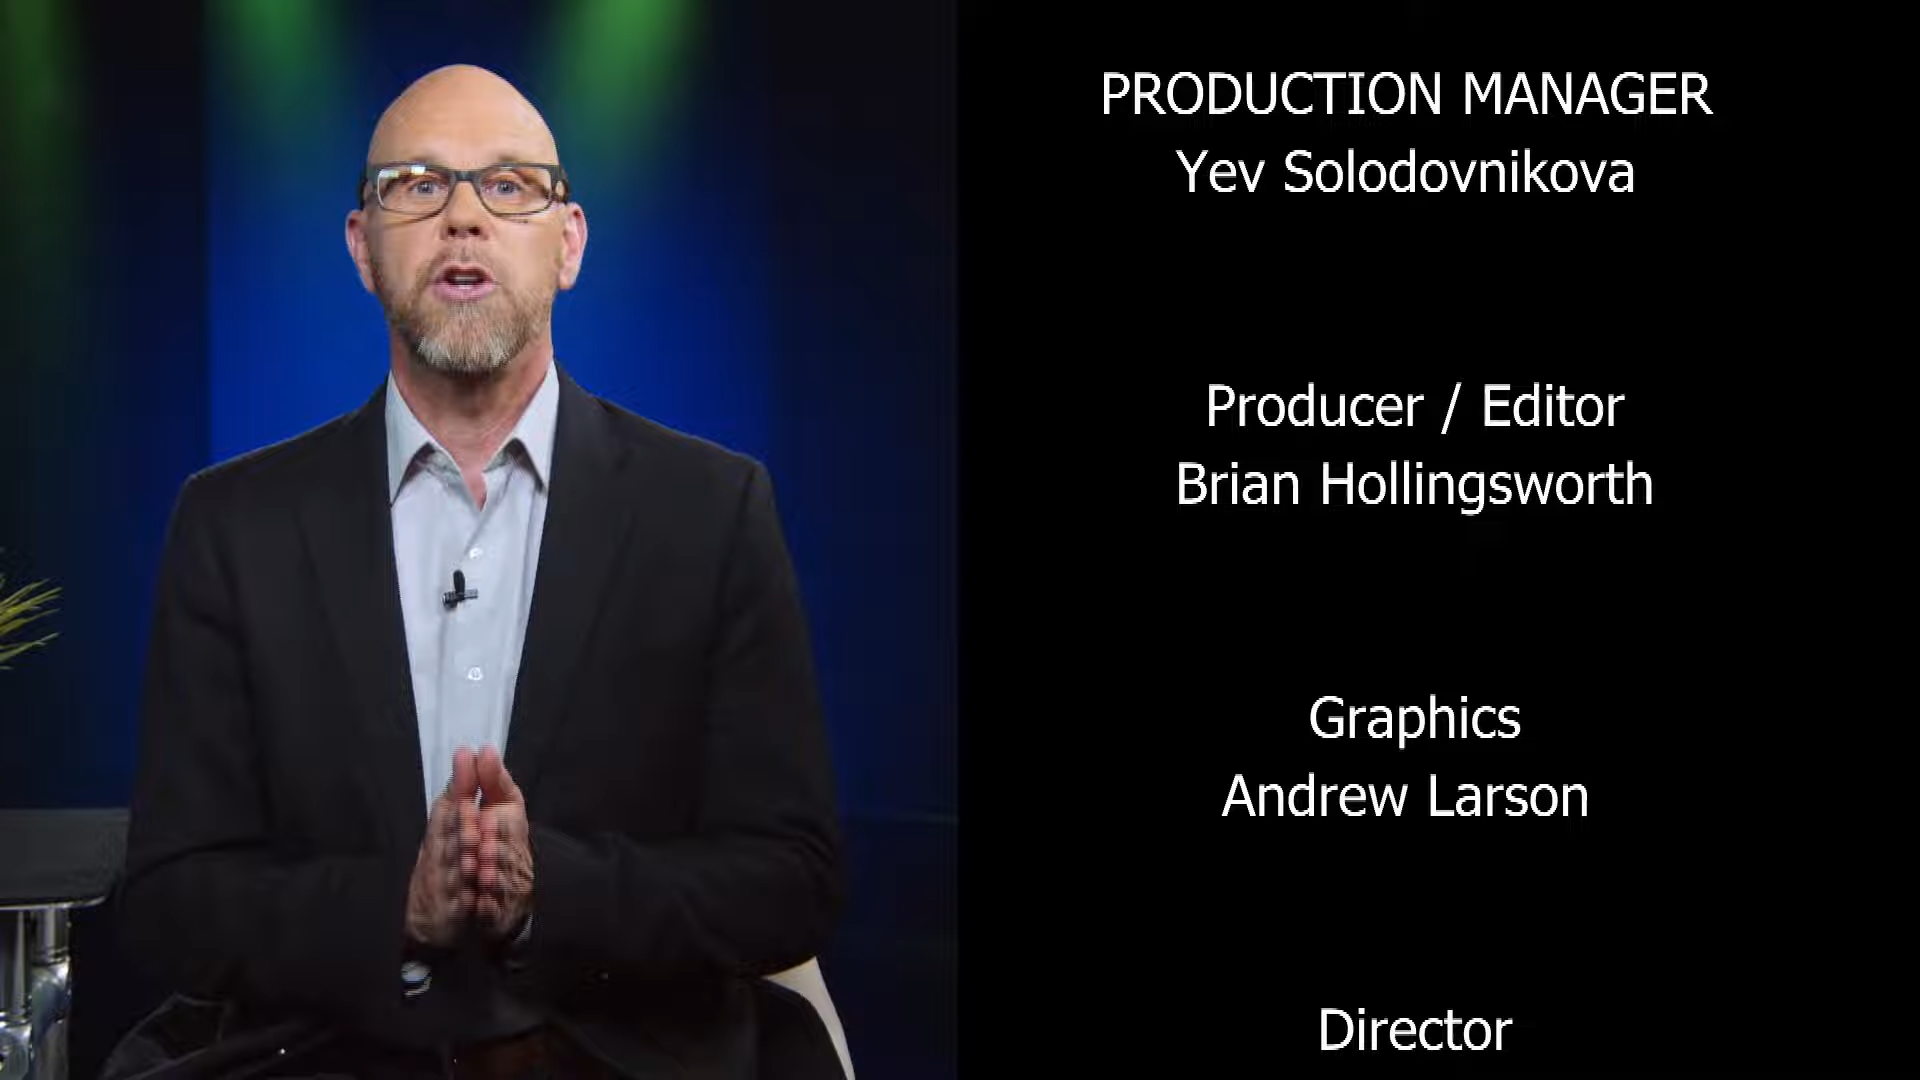 PRODUCTION MANAGER
Yev Solodovnikova
Producer / Editor
Brian Hollingsworth
Graphics
Andrew Larson
Director